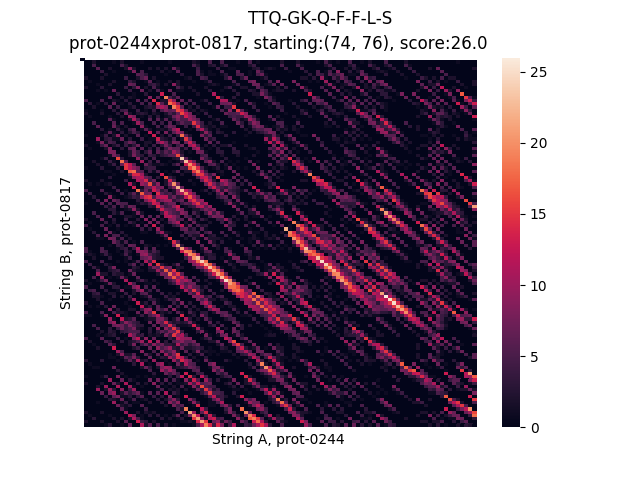 TTQ-GK-Q-F-F-L-S
prot-0244xprot-0817, starting:(74, 76), score:26.0
String B, prot-0817
String A, prot-0244
25
20
15
10
5
0